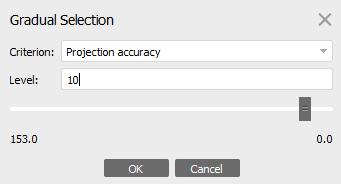 Gradual Selection
Criterion: Projection accuracy
Level: 10
153.0 0.0
OK Cancel